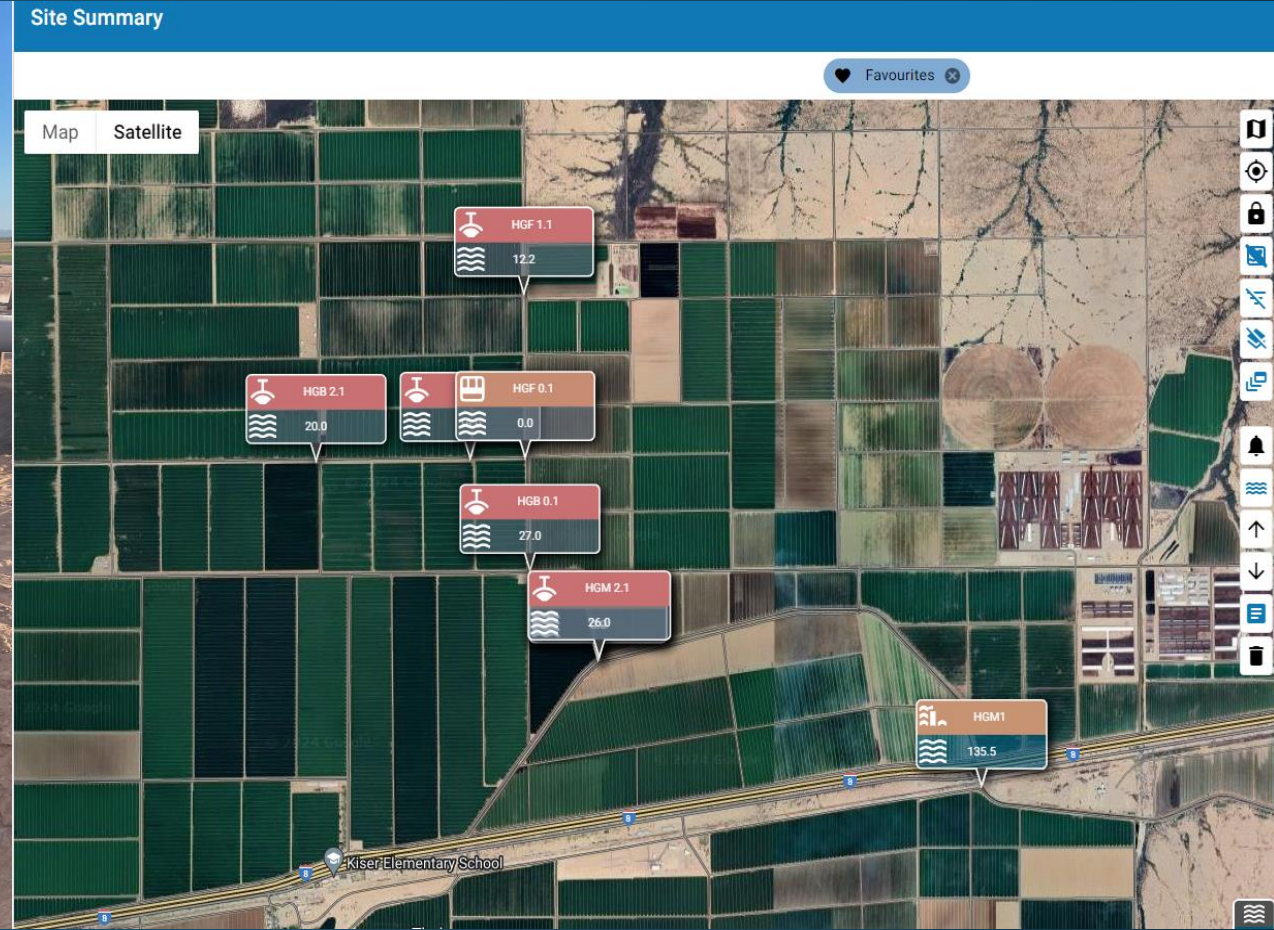 Site Summary
Favourites
Map Satellite
HGF 1.1
12.2
HGB 2.1
20.0
HGF 0.1
0.0
HGB 0.1
27.0
HGM 2.1
26.0
HGM1
135.5
8
8
8
Kiser Elementary School
8
8